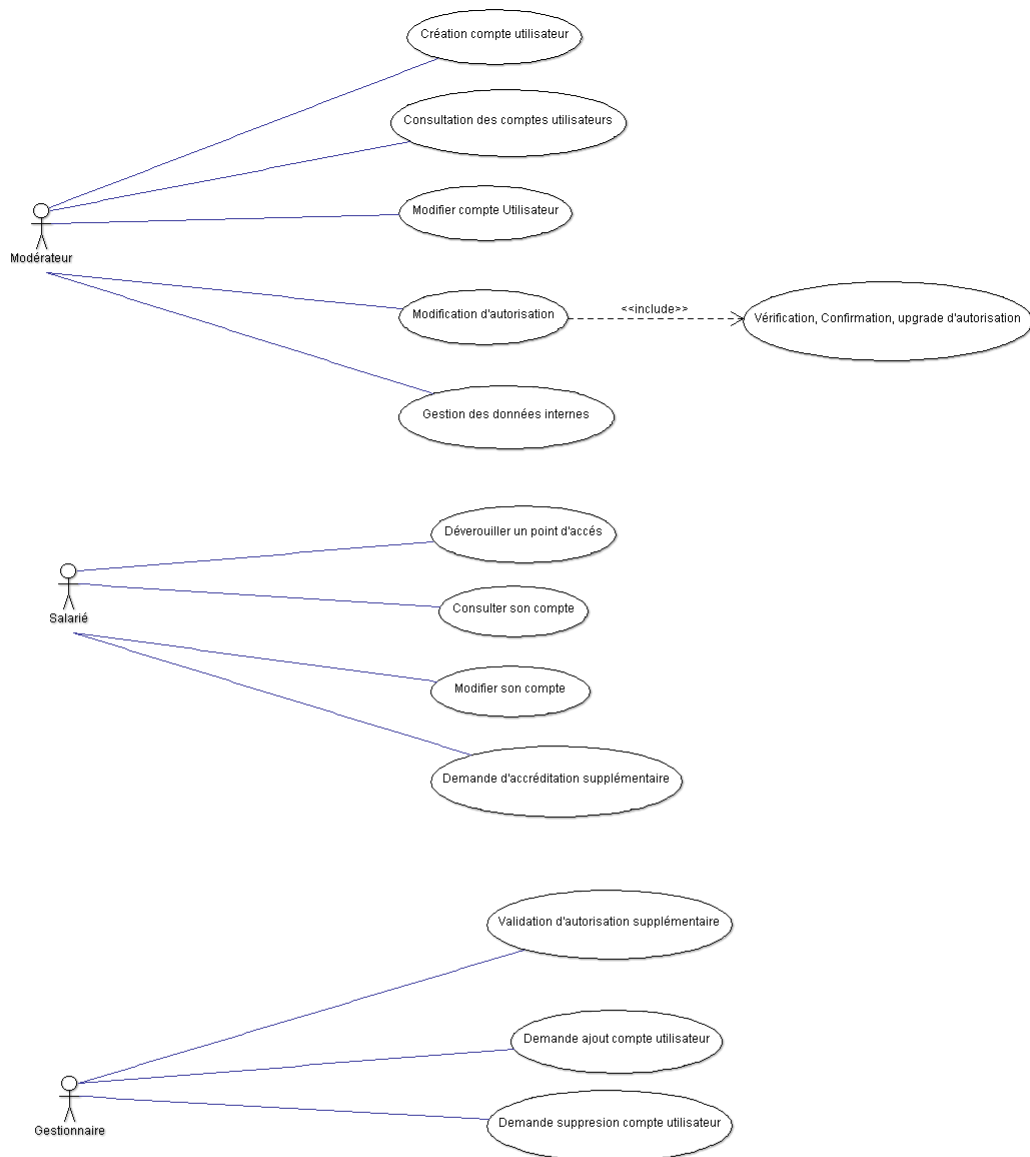 Création compte utilisateur
Consultation des comptes utilisateurs
Modifier compte Utilisateur
Modérateur
Modification d'autorisation
<<include>>
Vérification, Confirmation, upgrade d'autorisation
Gestion des données internes
Déverouiller un point d'accés
Salarié
Consulter son compte
Modifier son compte
Demande d'accréditation supplémentaire
Validation d'autorisation supplémentaire
Demande ajout compte utilisateur
Gestionnaire
Demande suppresion compte utilisateur